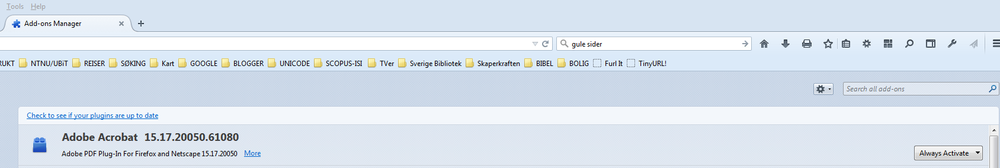 Tools Help
Add-ons Manager
gule sider
RUKT NTNU/UBiT REISER SØKING Kart GOOGLE BLOGGER UNICODE SCOPUS-ISI TVer Sverige Bibliotek Skaperkraften BIBEL BOLIG Furl It TinyURL!
Search all add-ons
Check to see if your plugins are up to date
Adobe Acrobat 15.17.20050.61080
Adobe PDF Plug-In For Firefox and Netscape 15.17.20050 More
Always Activate